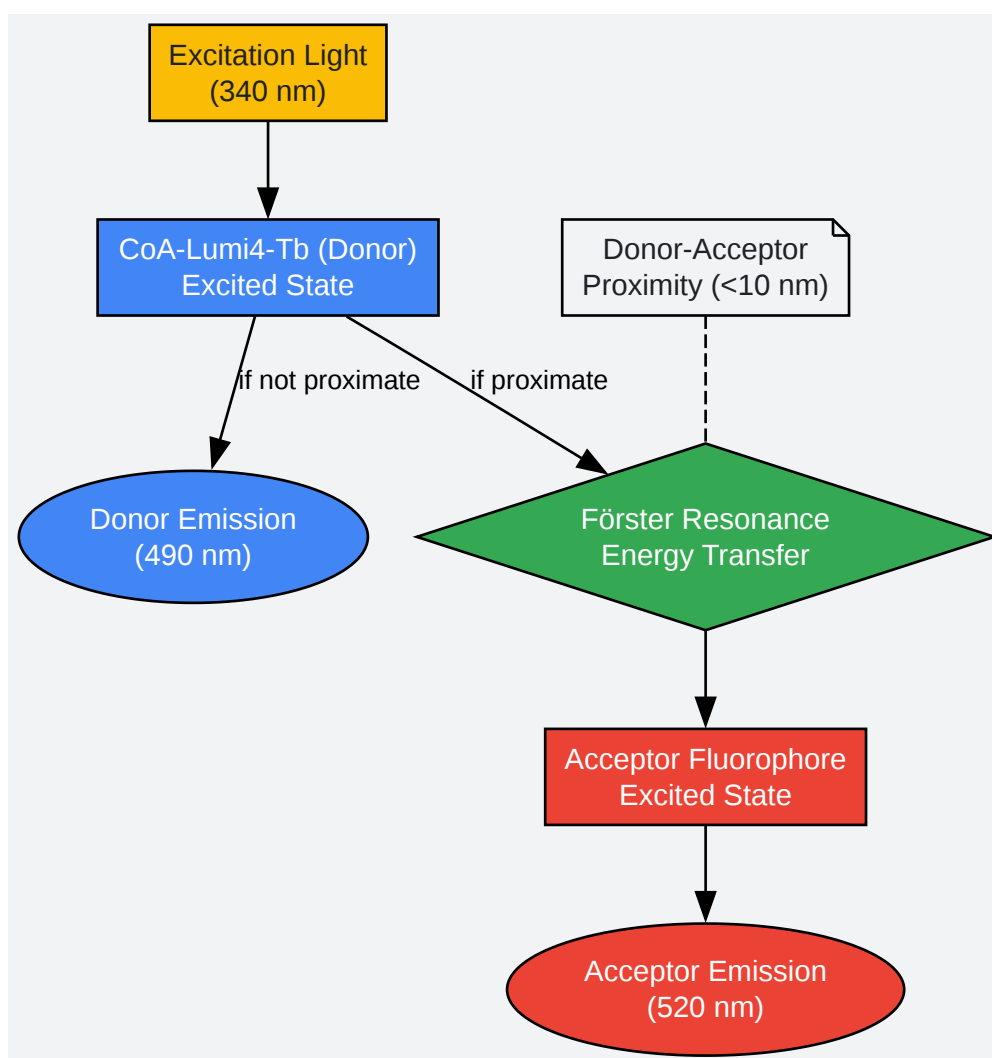 Excitation Light
(340 nm)
CoA-Lumi4-Tb (Donor)
Excited State
Donor-Acceptor
Proximity (<10 nm)
if not proximate
if proximate
Donor Emission
(490 nm)
Förster Resonance
Energy Transfer
Acceptor Fluorophore
Excited State
Acceptor Emission
(520 nm)